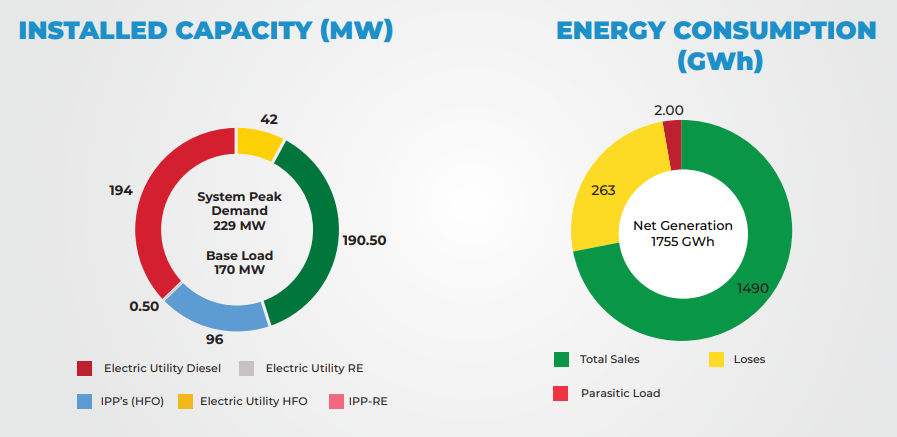 INSTALLED CAPACITY (MW)
42
194
System Peak
Demand
229 MW
Base Load
170 MW
190.50
0.50
96
Electric Utility Diesel
Electric Utility RE
IPP's (HFO)
Electric Utility HFO
IPP-RE
ENERGY CONSUMPTION
(GWh)
2.00
263
Net Generation
1755 GWh
1490
Total Sales
Loses
Parasitic Load